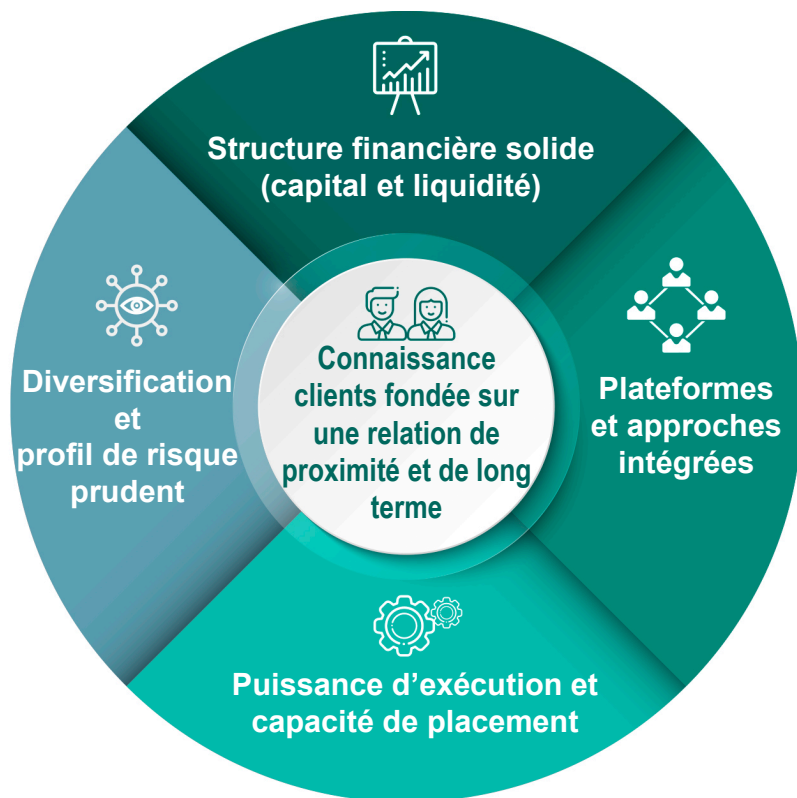 Structure financière solide
(capital et liquidité)
Diversification
et
profil de risque
prudent
Connaissance
clients fondée sur
une relation de
proximité et de long
terme
Plateformes
et approches
intégrées
Puissance d’exécution et
capacité de placement